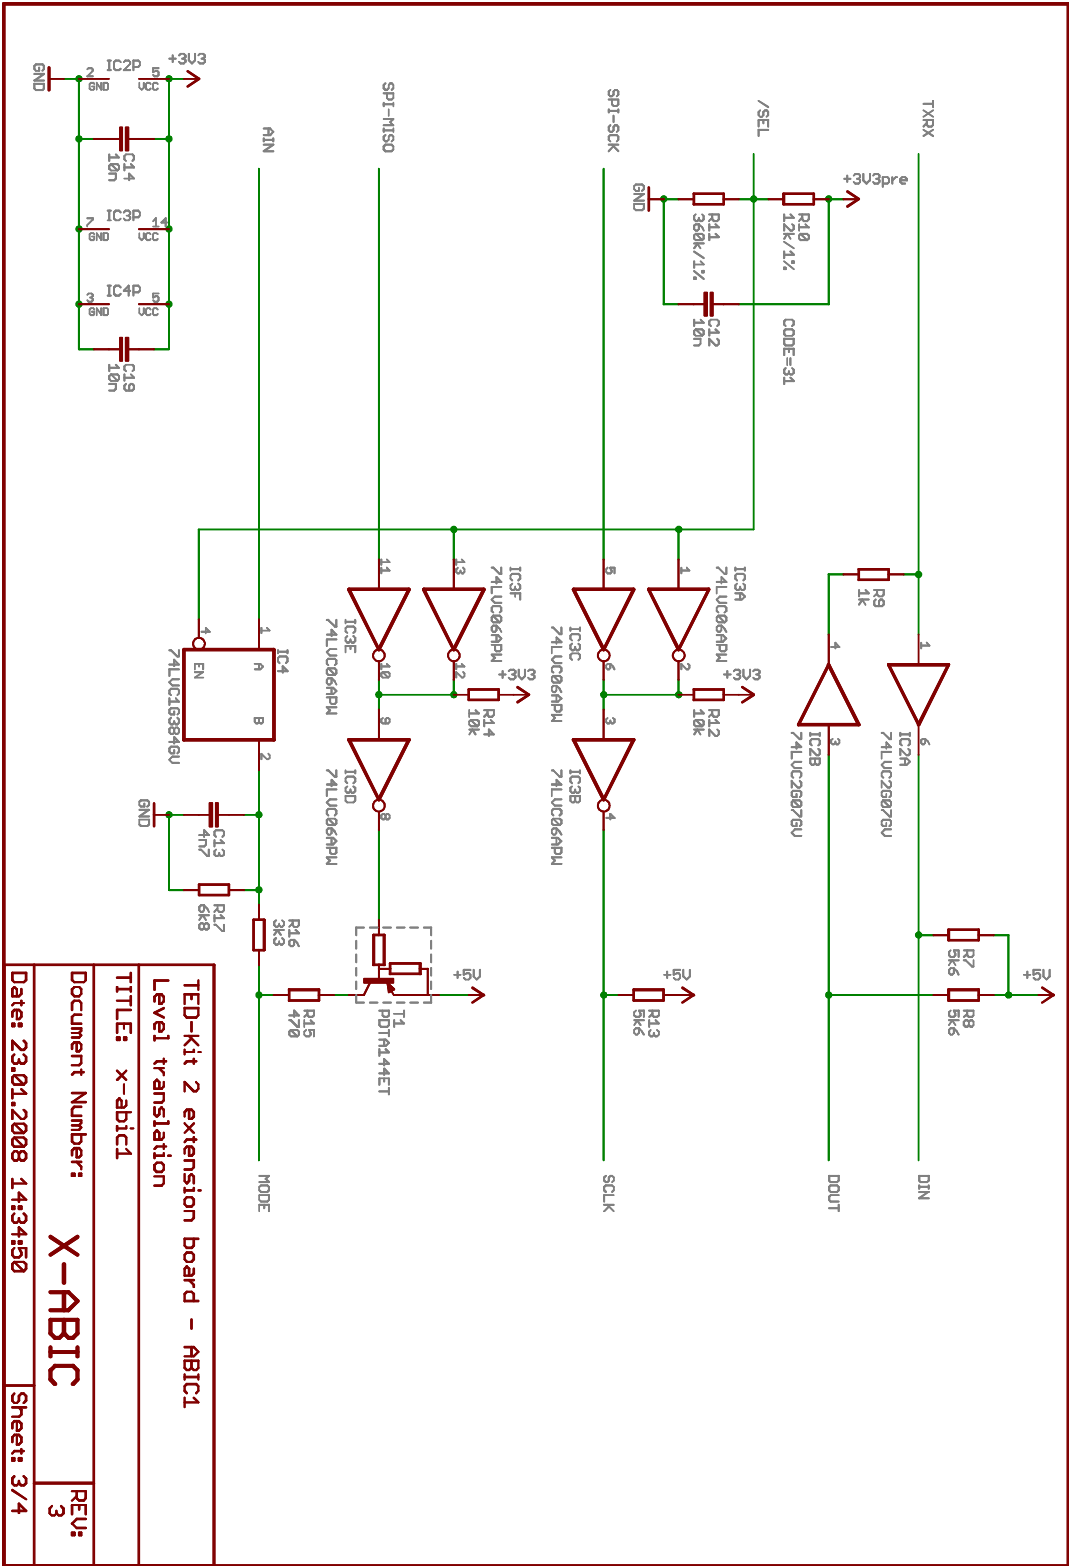 TXRX
+3V3pre
R10
12k/1%
/SEL
R11
360k/1%
GND
C12
10n
CODE=31
SPI-SCK
SPI-MISO
AIN
+3V3
IC2P
5
VCC
2
GND
GND
C14
10n
IC3P
14
VCC
7
GND
IC4P
5
VCC
3
GND
C19
10n
R9
1k
1
6
IC2A
74LVC2G07GV
4
3
IC2B
74LVC2G07GV
IC3A
74LVC06APW
1
2
+3V3
R12
10k
5
6
IC3C
74LVC06APW
3
4
IC3B
74LVC06APW
IC3F
74LVC06APW
13
12
+3V3
R14
10k
11
10
IC3E
74LVC06APW
9
8
IC3D
74LVC06APW
IC4
1
A
B
2
4
EN
74LVC1G384GV
GND
C13
4n7
R17
6k8
R16
3k3
R15
470
T1
PDTA144ET
+5V
+5V
R13
5k6
R7
5k6
R8
5k6
+5V
DIN
DOUT
SCLK
MODE
TED-Kit 2 extension board - ABIC1
Level translation
TITLE: x-abic1
Document Number:
X-ABIC
REV:
3
Date: 23.01.2008 14:34:50
Sheet: 3/4